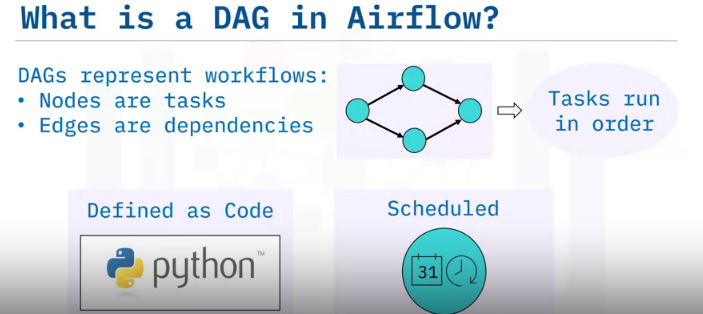 What is a DAG in Airflow?
DAGs represent workflows:
• Nodes are tasks
• Edges are dependencies
Tasks run
in order
Defined as Code
python™
Scheduled
31